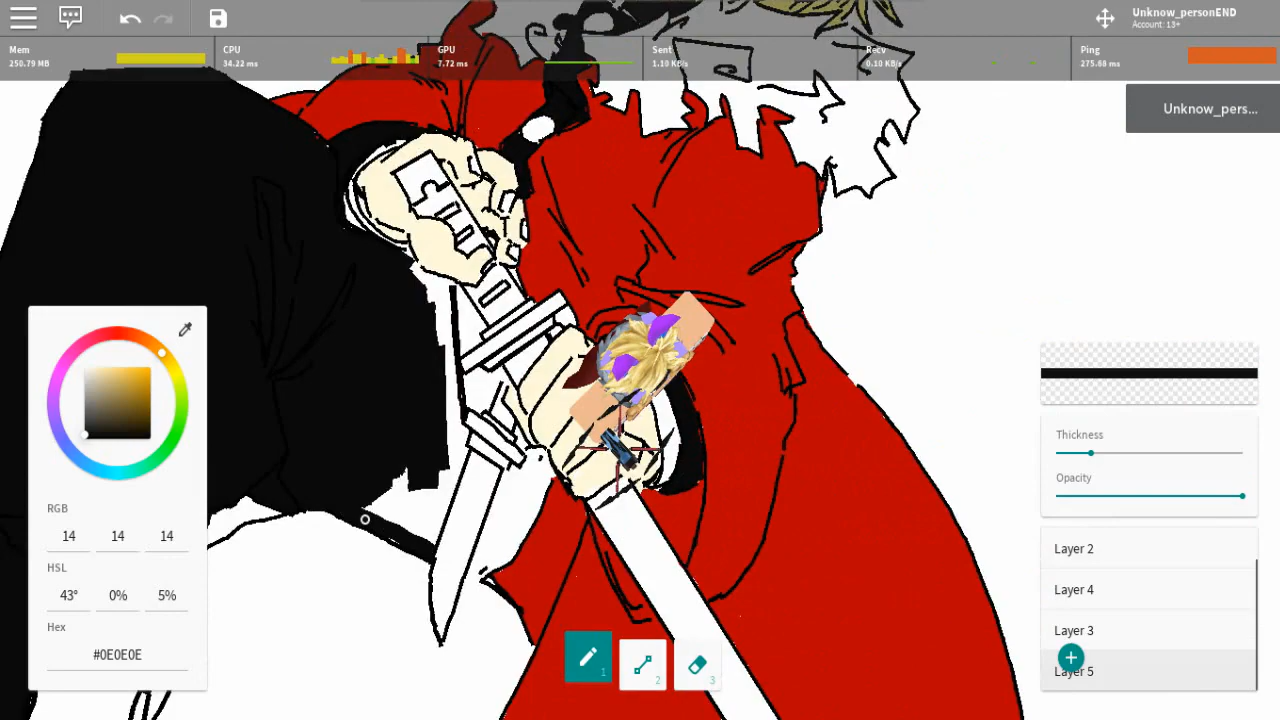 Unknow_personEND
Account: 13+
Mem
250.79 MB
CPU
34.22 ms
GPU
7.72 ms
Sent
1.10 KB/s
Recv
0.10 KB/s
Ping
275.68 ms
Unknow_pers...
RGB
14 14 14
HSL
43° 0% 5%
Hex
#0E0E0E
Thickness
Opacity
Layer 2
Layer 4
Layer 3
Layer 5
1 2 3